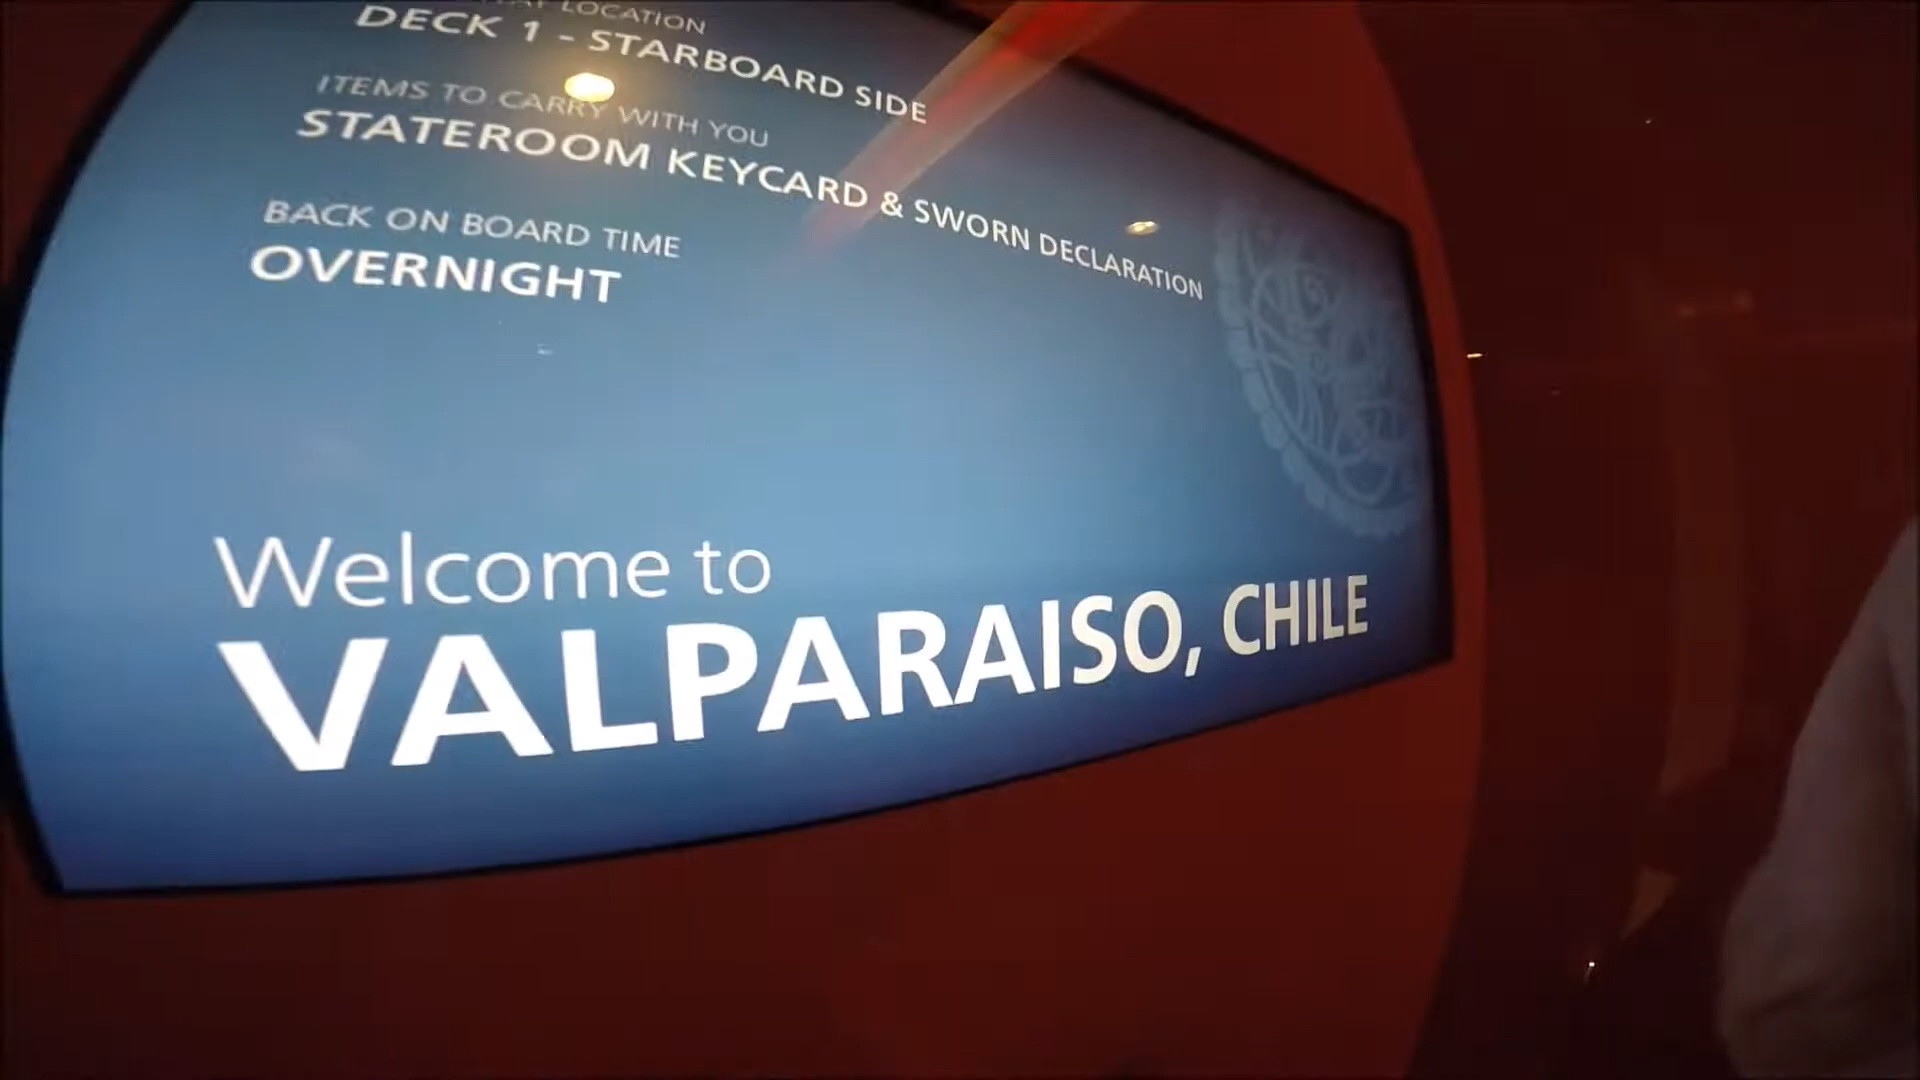 LOCATION
DECK 1 - STARBOARD SIDE
ITEMS TO CARRY WITH YOU
STATEROOM KEYCARD & SWORN DECLARATION
BACK ON BOARD TIME
OVERNIGHT
Welcome to
VALPARAISO, CHILE